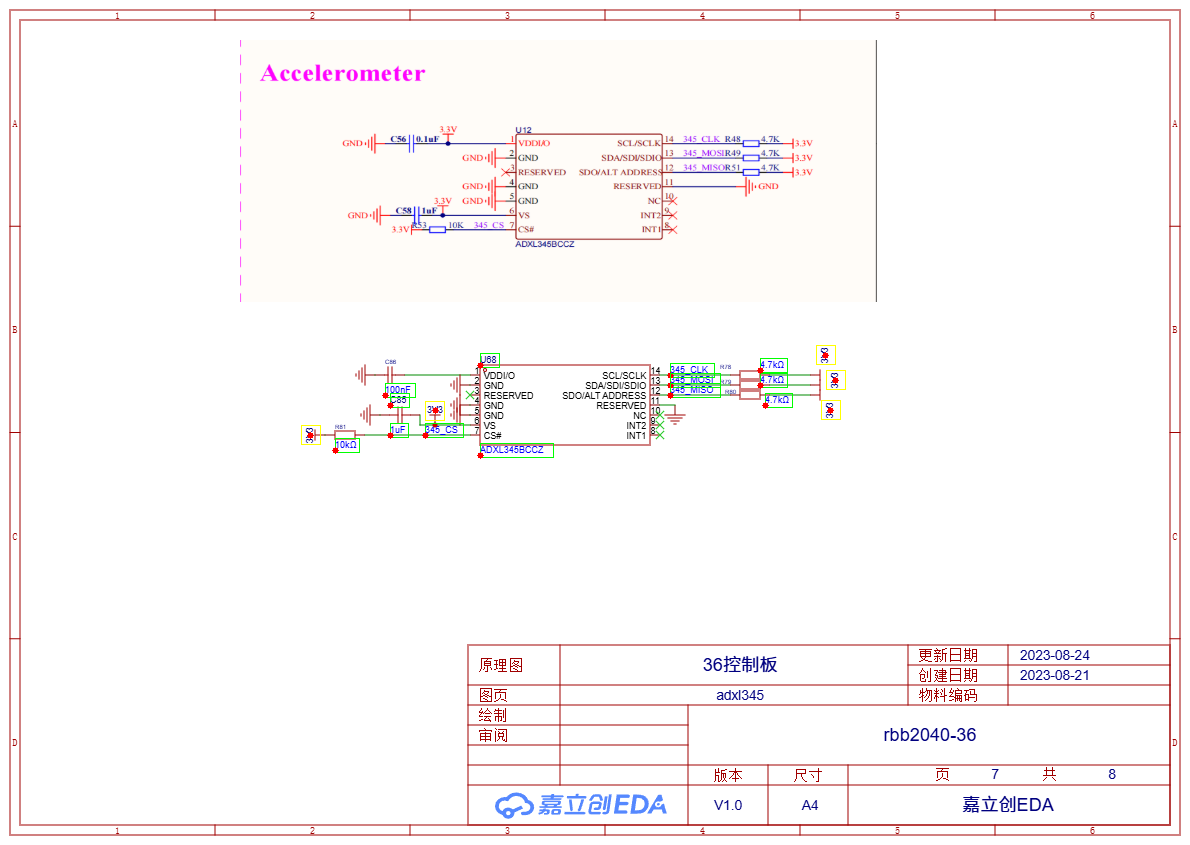 1 2 3 4 5 6
A A
B B
C C
D D
Accelerometer
U12
GND C56 0.1uF 3.3V 1 VDDI/O SCL/SCLK 14 345_CLK R48 4.7K 3.3V
GND 2 GND SDA/SDI/SDIO 13 345_MOSI R49 4.7K 3.3V
3 RESERVED SDO/ALT ADDRESS 12 345_MISO R51 4.7K 3.3V
GND 4 GND RESERVED 11 GND
GND 5 GND NC 10
GND C58 1uF 3.3V 6 VS INT2 9
3.3V R53 10K 345_CS 7 CS# INT1 8
ADXL345BCCZ
U68
C86 1 VDDI/O SCL/SCLK 14 345_CLK R78 4.7kΩ 3V3
100nF 2 GND SDA/SDI/SDIO 13 345_MOSI R79 4.7kΩ 3V3
3 RESERVED SDO/ALT ADDRESS 12 345_MISO R80 4.7kΩ 3V3
C85 4 GND RESERVED 11
5 GND NC 10
1uF 3V3 6 VS INT2 9
3V3 R81 10kΩ 345_CS 7 CS# INT1 8
ADXL345BCCZ
原理图 36控制板 更新日期 2023-08-24
创建日期 2023-08-21
图页 adxl345 物料编码
绘制
审阅
rbb2040-36
版本 尺寸 页 7 共 8
嘉立创EDA V1.0 A4 嘉立创EDA
1 2 3 4 5 6